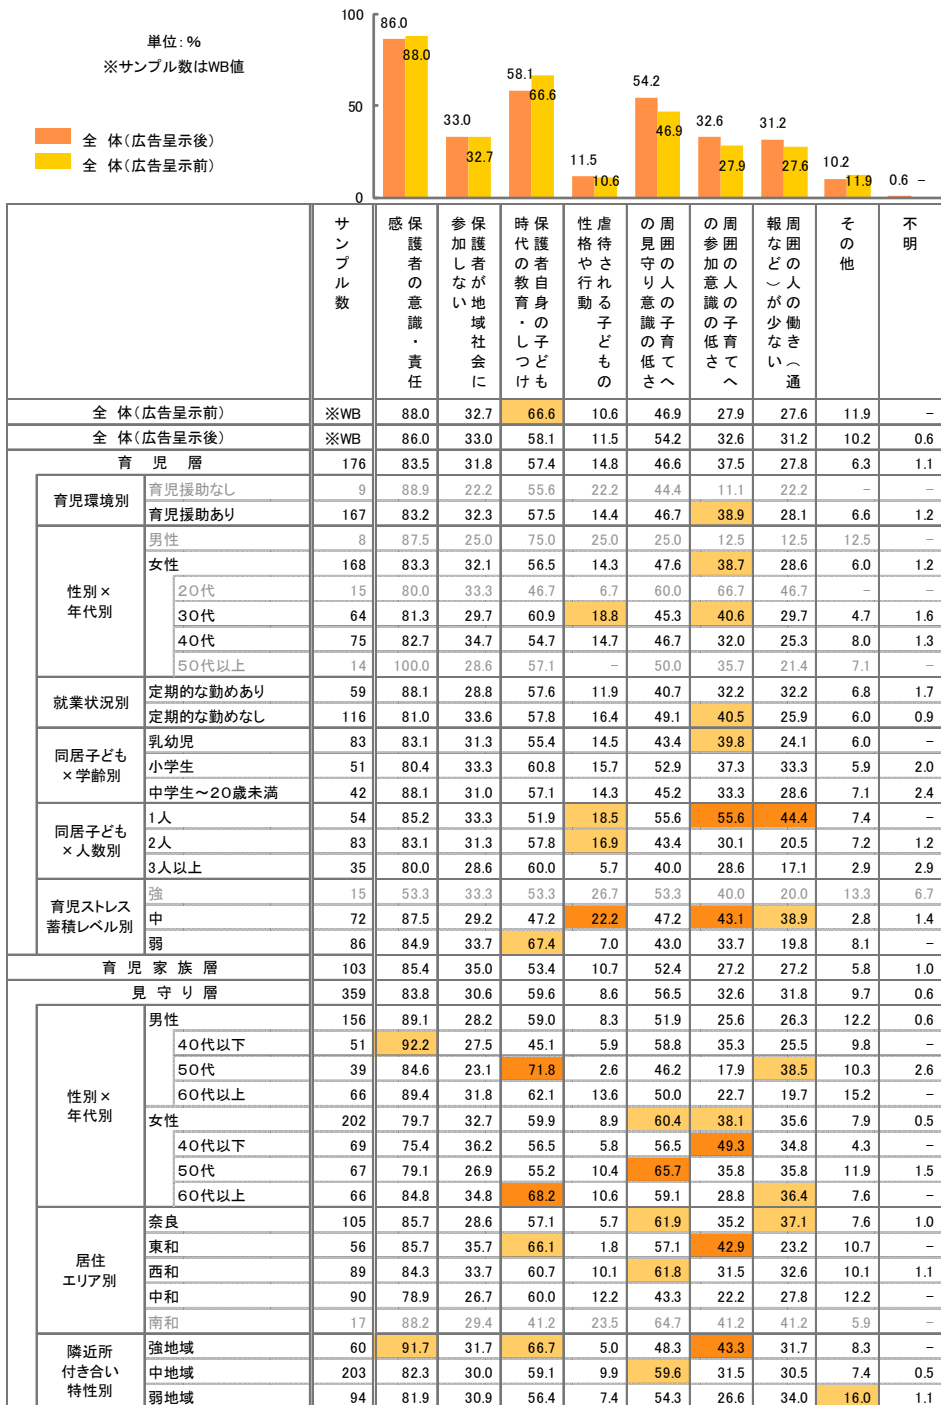 単位：％
※サンプル数はWB値
全　体（広告呈示後）
全　体（広告呈示前）
100
50
0
86.0 88.0
33.0 32.7
58.1 66.6
11.5 10.6
54.2 46.9
32.6 27.9
31.2 27.6
10.2 11.9
0.6 －
サンプル数
保護者の意識・責任感
保護者が地域社会に参加しない
保護者自身の子ども時代の教育・しつけ
虐待される子どもの性格や行動
周囲の人の子育てへの見守り意識の低さ
周囲の人の子育てへの参加意識の低さ
周囲の人の働き（通報など）が少ない
その他
不明
全　体（広告呈示前） ※WB 88.0 32.7 66.6 10.6 46.9 27.9 27.6 11.9 －
全　体（広告呈示後） ※WB 86.0 33.0 58.1 11.5 54.2 32.6 31.2 10.2 0.6
育　児　層 176 83.5 31.8 57.4 14.8 46.6 37.5 27.8 6.3 1.1
育児環境別
育児援助なし 9 88.9 22.2 55.6 22.2 44.4 11.1 22.2 － －
育児援助あり 167 83.2 32.3 57.5 14.4 46.7 38.9 28.1 6.6 1.2
性別×年代別
男性 8 87.5 25.0 75.0 25.0 25.0 12.5 12.5 12.5 －
女性 168 83.3 32.1 56.5 14.3 47.6 38.7 28.6 6.0 1.2
２０代 15 80.0 33.3 46.7 6.7 60.0 66.7 46.7 － －
３０代 64 81.3 29.7 60.9 18.8 45.3 40.6 29.7 4.7 1.6
４０代 75 82.7 34.7 54.7 14.7 46.7 32.0 25.3 8.0 1.3
５０代以上 14 100.0 28.6 57.1 － 50.0 35.7 21.4 7.1 －
就業状況別
定期的な勤めあり 59 88.1 28.8 57.6 11.9 40.7 32.2 32.2 6.8 1.7
定期的な勤めなし 116 81.0 33.6 57.8 16.4 49.1 40.5 25.9 6.0 0.9
同居子ども×学齢別
乳幼児 83 83.1 31.3 55.4 14.5 43.4 39.8 24.1 6.0 －
小学生 51 80.4 33.3 60.8 15.7 52.9 37.3 33.3 5.9 2.0
中学生～２０歳未満 42 88.1 31.0 57.1 14.3 45.2 33.3 28.6 7.1 2.4
同居子ども×人数別
1人 54 85.2 33.3 51.9 18.5 55.6 55.6 44.4 7.4 －
2人 83 83.1 31.3 57.8 16.9 43.4 30.1 20.5 7.2 1.2
3人以上 35 80.0 28.6 60.0 5.7 40.0 28.6 17.1 2.9 2.9
育児ストレス蓄積レベル別
強 15 53.3 33.3 53.3 26.7 53.3 40.0 20.0 13.3 6.7
中 72 87.5 29.2 47.2 22.2 47.2 43.1 38.9 2.8 1.4
弱 86 84.9 33.7 67.4 7.0 43.0 33.7 19.8 8.1 －
育　児　家　族　層 103 85.4 35.0 53.4 10.7 52.4 27.2 27.2 5.8 1.0
見　守　り　層 359 83.8 30.6 59.6 8.6 56.5 32.6 31.8 9.7 0.6
性別×年代別
男性 156 89.1 28.2 59.0 8.3 51.9 25.6 26.3 12.2 0.6
４０代以下 51 92.2 27.5 45.1 5.9 58.8 35.3 25.5 9.8 －
５０代 39 84.6 23.1 71.8 2.6 46.2 17.9 38.5 10.3 2.6
６０代以上 66 89.4 31.8 62.1 13.6 50.0 22.7 19.7 15.2 －
女性 202 79.7 32.7 59.9 8.9 60.4 38.1 35.6 7.9 0.5
４０代以下 69 75.4 36.2 56.5 5.8 56.5 49.3 34.8 4.3 －
５０代 67 79.1 26.9 55.2 10.4 65.7 35.8 35.8 11.9 1.5
６０代以上 66 84.8 34.8 68.2 10.6 59.1 28.8 36.4 7.6 －
居住エリア別
奈良 105 85.7 28.6 57.1 5.7 61.9 35.2 37.1 7.6 1.0
東和 56 85.7 35.7 66.1 1.8 57.1 42.9 23.2 10.7 －
西和 89 84.3 33.7 60.7 10.1 61.8 31.5 32.6 10.1 1.1
中和 90 78.9 26.7 60.0 12.2 43.3 22.2 27.8 12.2 －
南和 17 88.2 29.4 41.2 23.5 64.7 41.2 41.2 5.9 －
隣近所付き合い特性別
強地域 60 91.7 31.7 66.7 5.0 48.3 43.3 31.7 8.3 －
中地域 203 82.3 30.0 59.1 9.9 59.6 31.5 30.5 7.4 0.5
弱地域 94 81.9 30.9 56.4 7.4 54.3 26.6 34.0 16.0 1.1